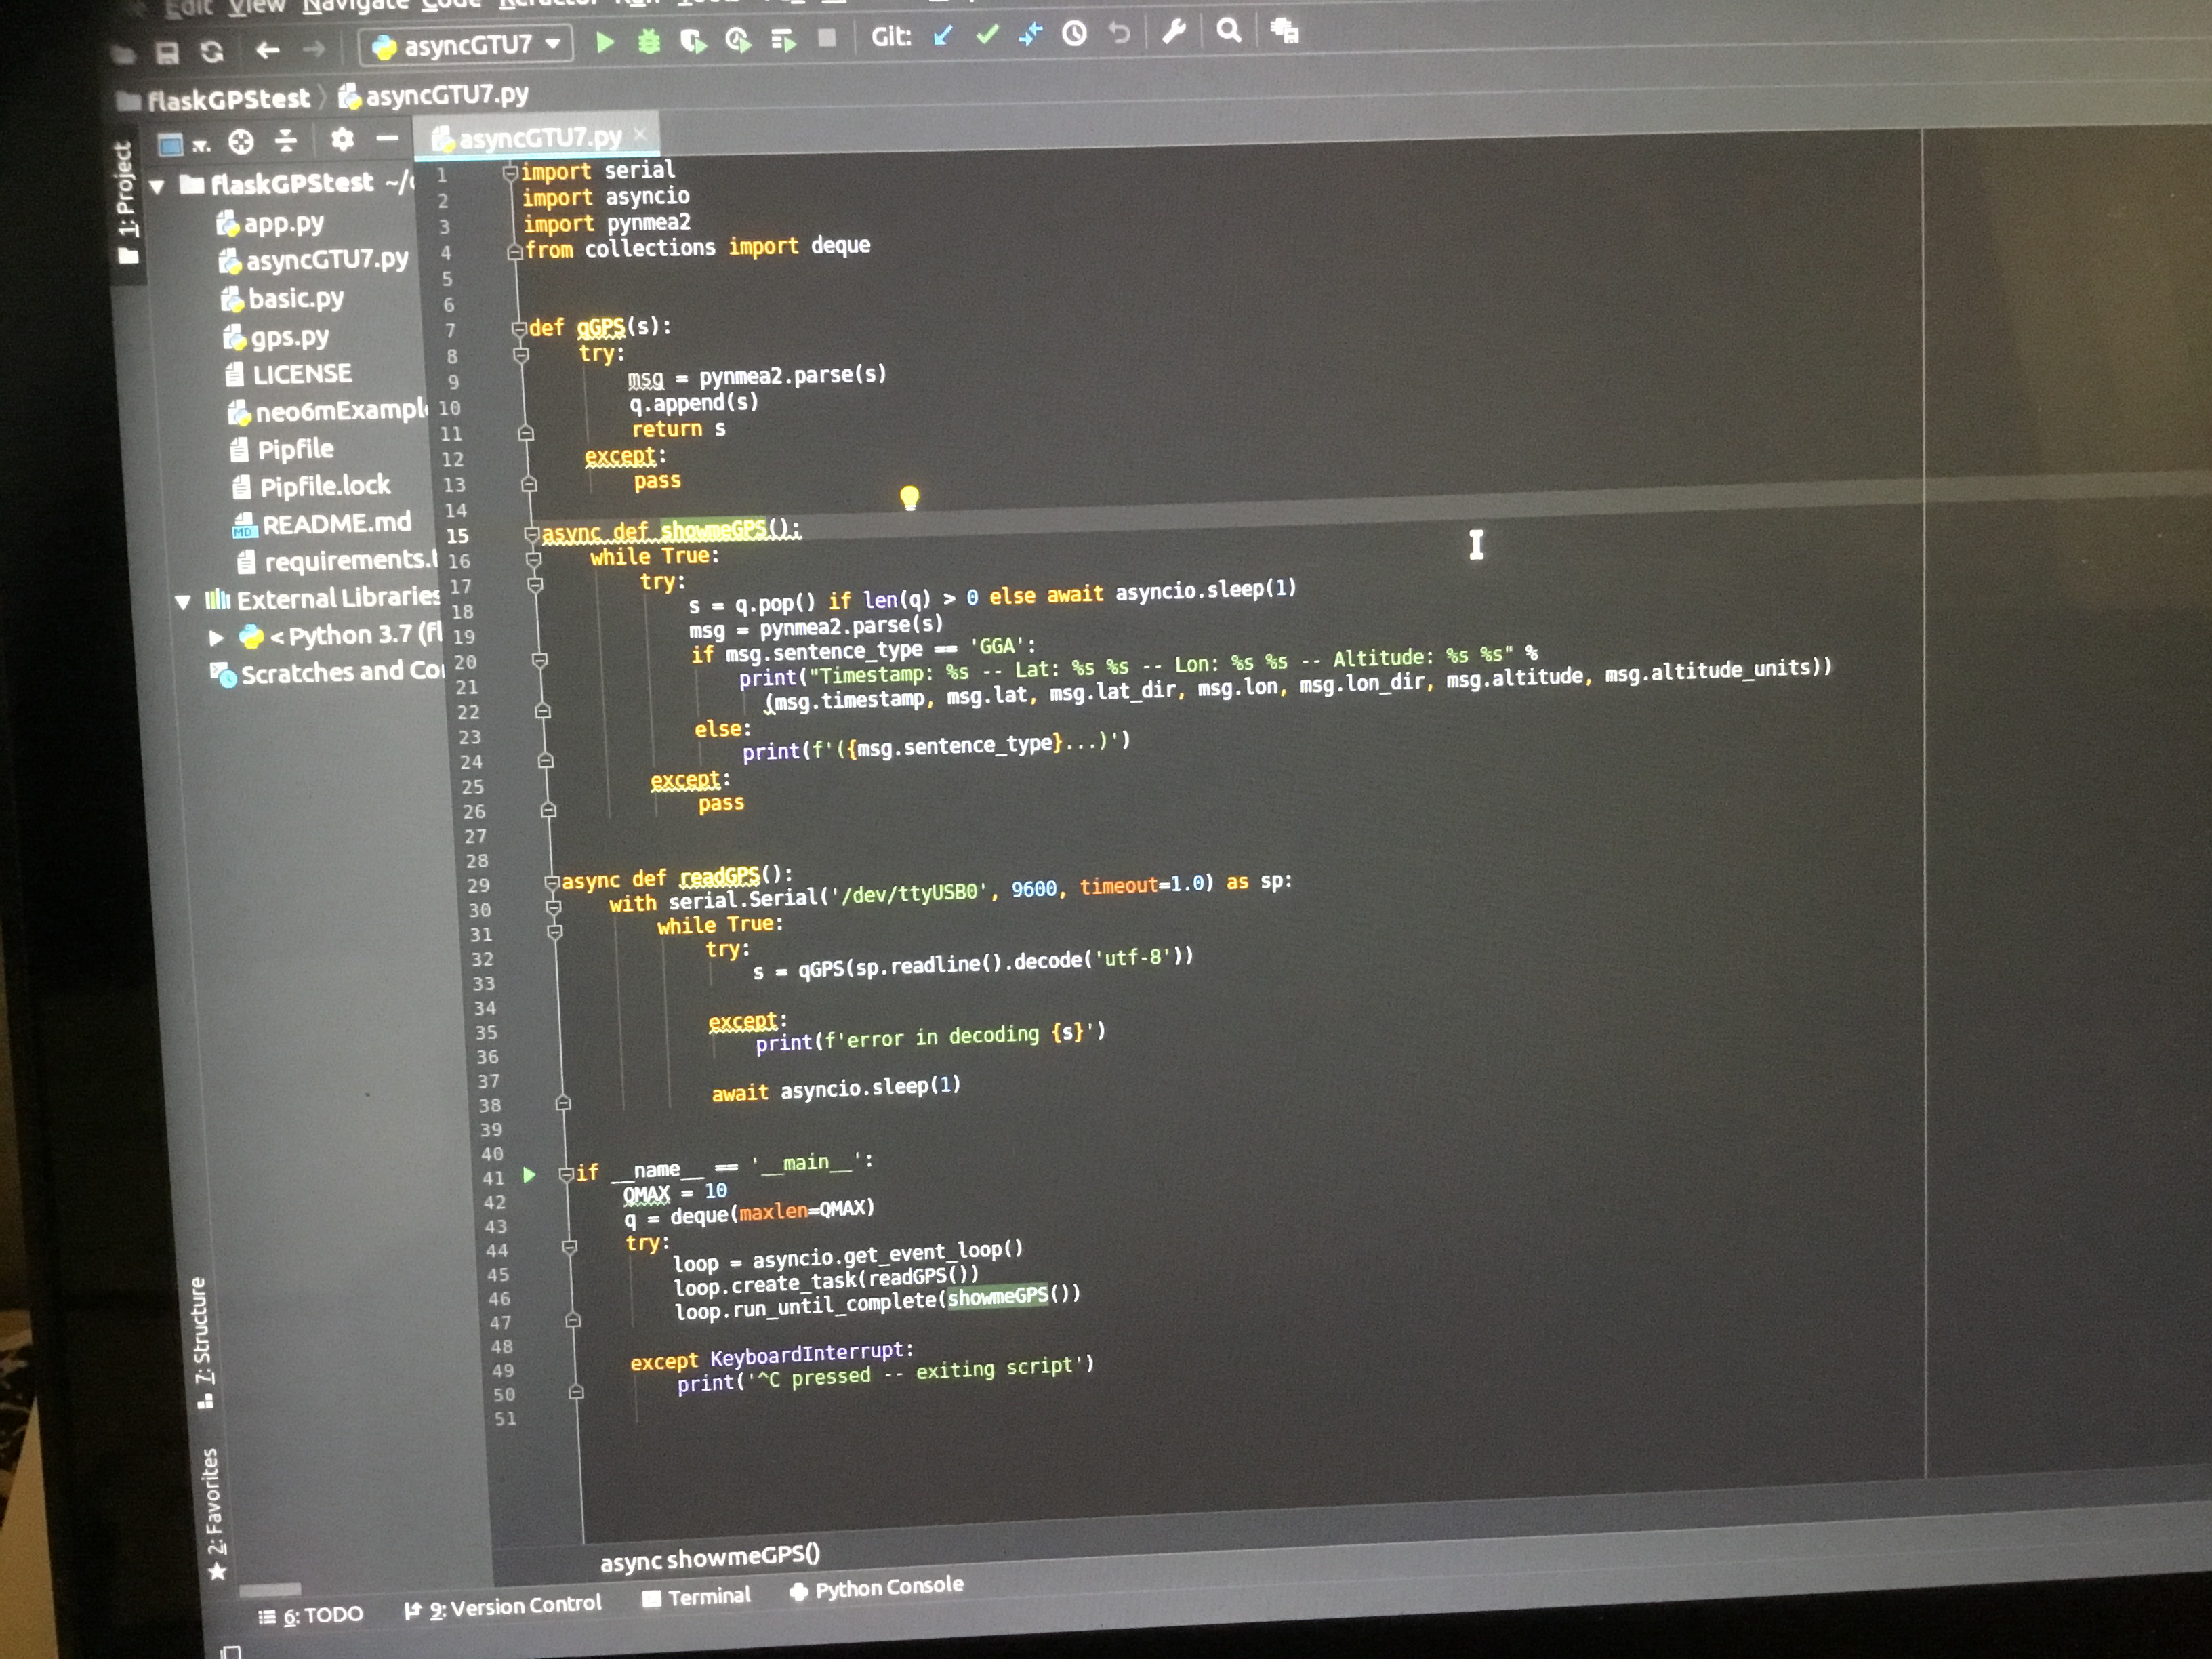 Edit View Navigate Code Refactor Run
asyncGTU7
Git:
flaskGPStest
asyncGTU7.py
1: Project
flaskGPStest ~/
app.py
asyncGTU7.py
basic.py
gps.py
LICENSE
neo6mExampl
Pipfile
Pipfile.lock
MD README.md
requirements.t
External Libraries
< Python 3.7 (fl
Scratches and Co
7: Structure
2: Favorites
asyncGTU7.py
1 import serial
2 import asyncio
3 import pynmea2
4 from collections import deque
5
6
7 def qGPS(s):
8 try:
9 msg = pynmea2.parse(s)
10 q.append(s)
11 return s
12 except:
13 pass
14
15 async def showmeGPS():
16 while True:
17 try:
18 s = q.pop() if len(q) > 0 else await asyncio.sleep(1)
19 msg = pynmea2.parse(s)
20 if msg.sentence_type == 'GGA':
21 print("Timestamp: %s -- Lat: %s %s -- Lon: %s %s -- Altitude: %s %s" %
22 (msg.timestamp, msg.lat, msg.lat_dir, msg.lon, msg.lon_dir, msg.altitude, msg.altitude_units))
23 else:
24 print(f'({msg.sentence_type}...)')
25 except:
26 pass
27
28
29 async def readGPS():
30 with serial.Serial('/dev/ttyUSB0', 9600, timeout=1.0) as sp:
31 while True:
32 try:
33 s = qGPS(sp.readline().decode('utf-8'))
34
35 except:
36 print(f'error in decoding {s}')
37
38 await asyncio.sleep(1)
39
40
41 if __name__ == '__main__':
42 QMAX = 10
43 q = deque(maxlen=QMAX)
44 try:
45 loop = asyncio.get_event_loop()
46 loop.create_task(readGPS())
47 loop.run_until_complete(showmeGPS())
48
49 except KeyboardInterrupt:
50 print('^C pressed -- exiting script')
51
async showmeGPS()
6: TODO
9: Version Control
Terminal
Python Console